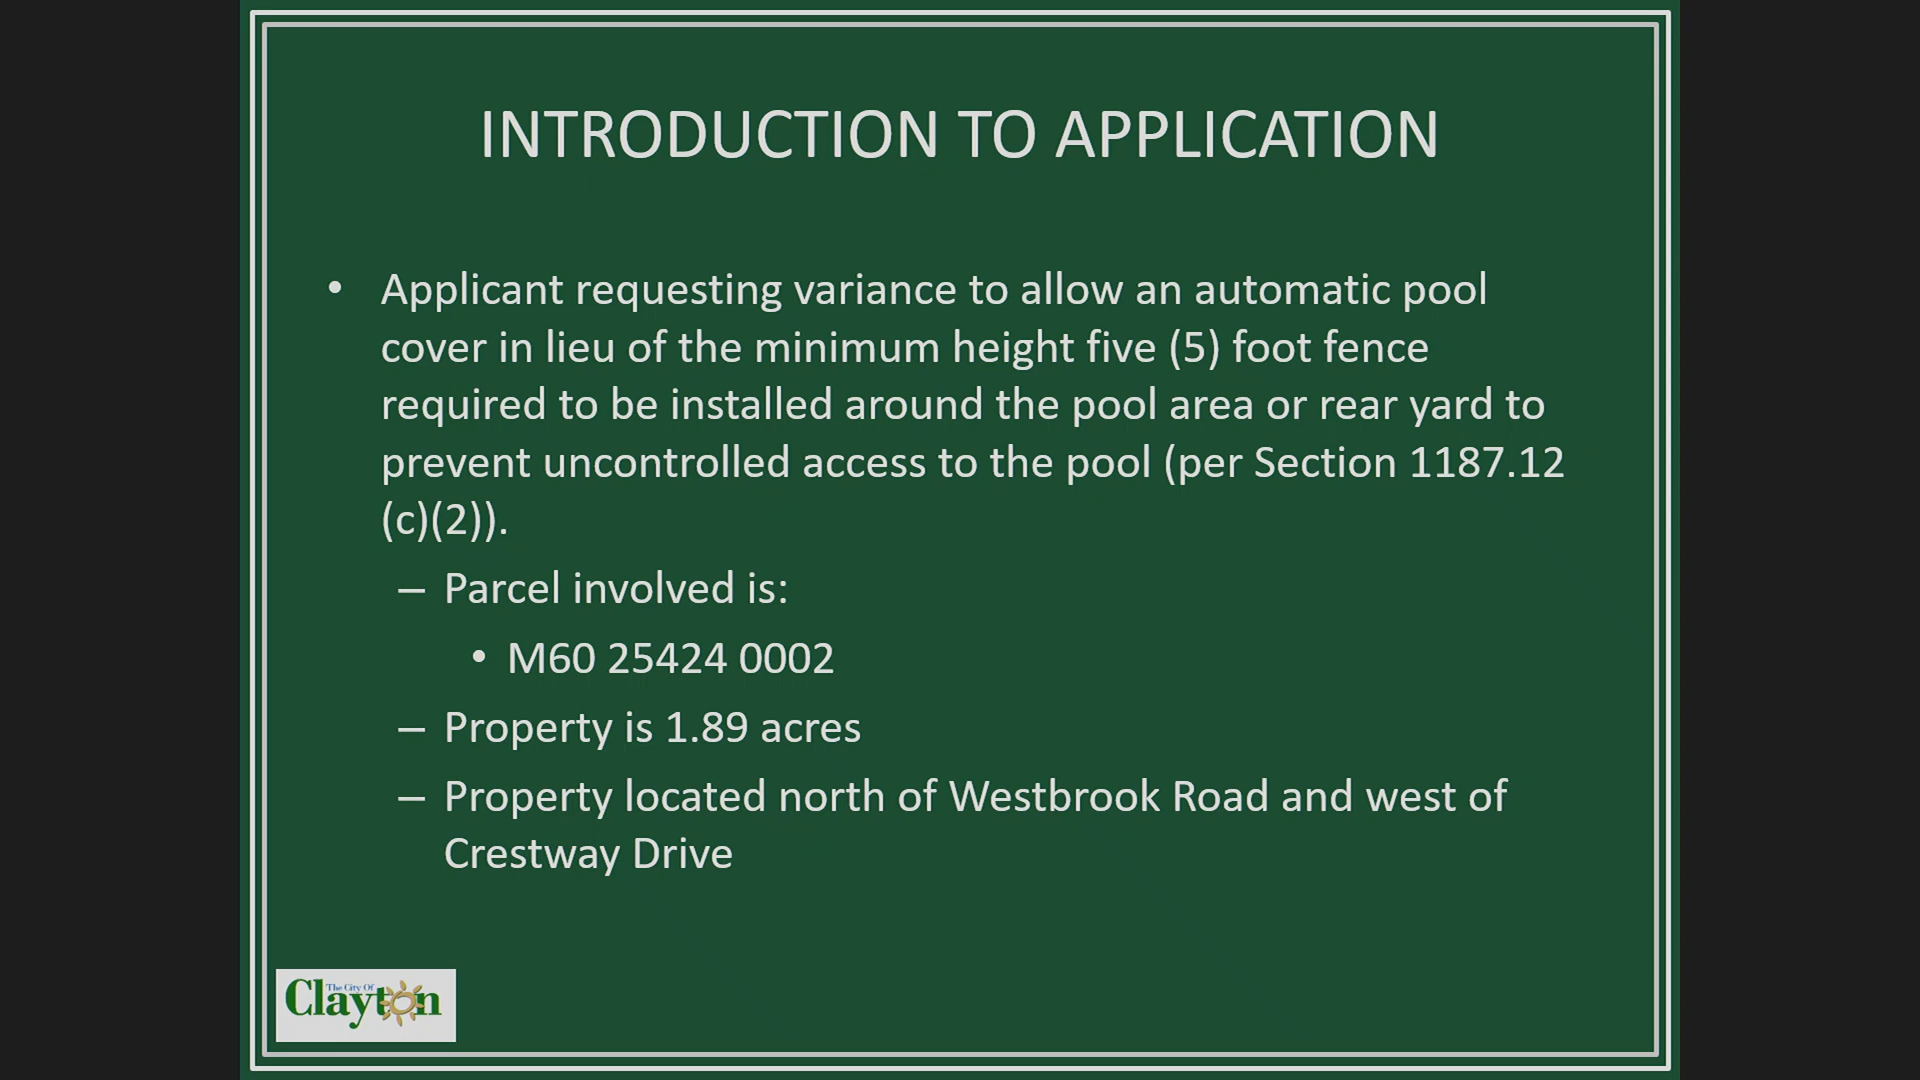 INTRODUCTION TO APPLICATION
• Applicant requesting variance to allow an automatic pool
cover in lieu of the minimum height five (5) foot fence
required to be installed around the pool area or rear yard to
prevent uncontrolled access to the pool (per Section 1187.12
(c)(2)).
– Parcel involved is:
• M60 25424 0002
– Property is 1.89 acres
– Property located north of Westbrook Road and west of
Crestway Drive
The City Of
Clayton